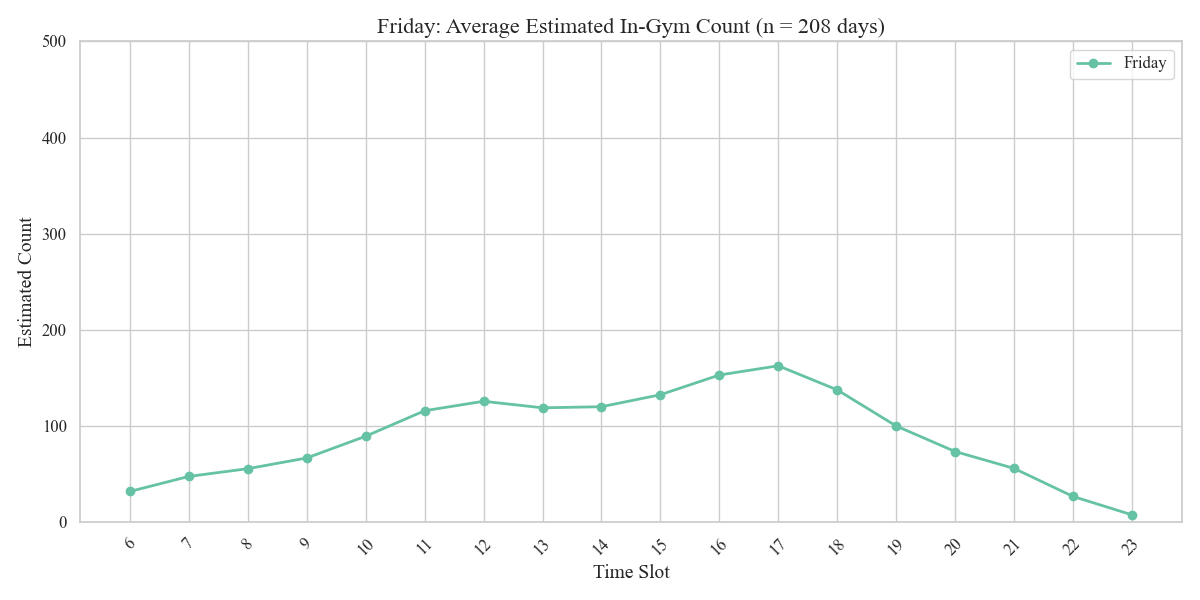 Friday: Average Estimated In-Gym Count (n = 208 days)
Friday
500
400
300
200
100
0
Estimated Count
6 7 8 9 10 11 12 13 14 15 16 17 18 19 20 21 22 23
Time Slot